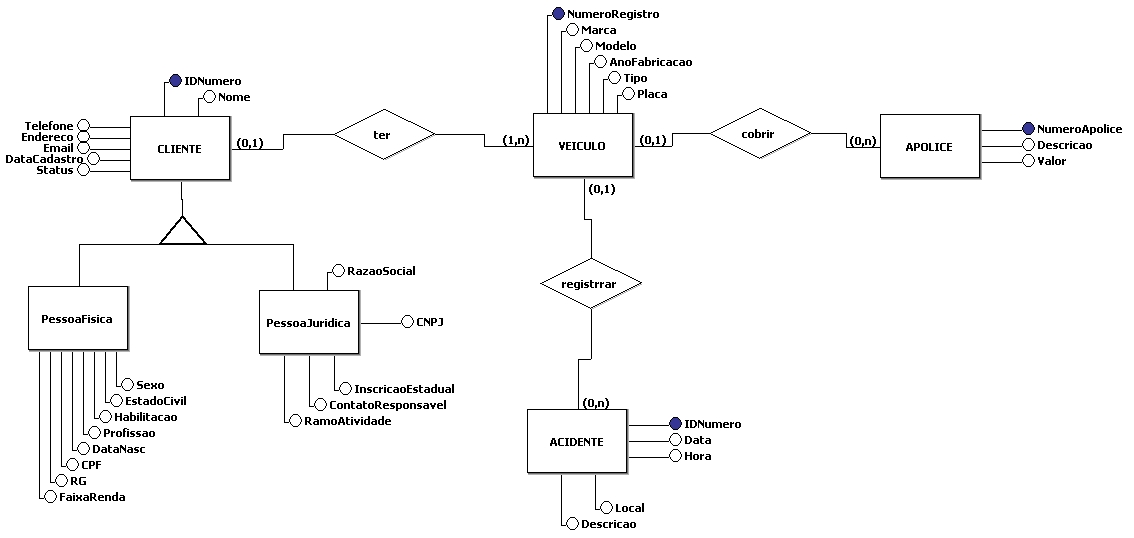 NumeroRegistro
Marca
Modelo
AnoFabricacao
Tipo
Placa
IDNumero
Nome
Telefone
Endereco
Email
DataCadastro
Status
CLIENTE
(0,1)
ter
(1,n)
VEICULO
(0,1)
cobrir
(0,n)
APOLICE
NumeroApolice
Descricao
Valor
(0,1)
registrrar
(0,n)
RazaoSocial
PessoaFisica
PessoaJuridica
CNPJ
Sexo
EstadoCivil
Habilitacao
Profissao
DataNasc
CPF
RG
FaixaRenda
InscricaoEstadual
ContatoResponsavel
RamoAtividade
ACIDENTE
IDNumero
Data
Hora
Local
Descricao